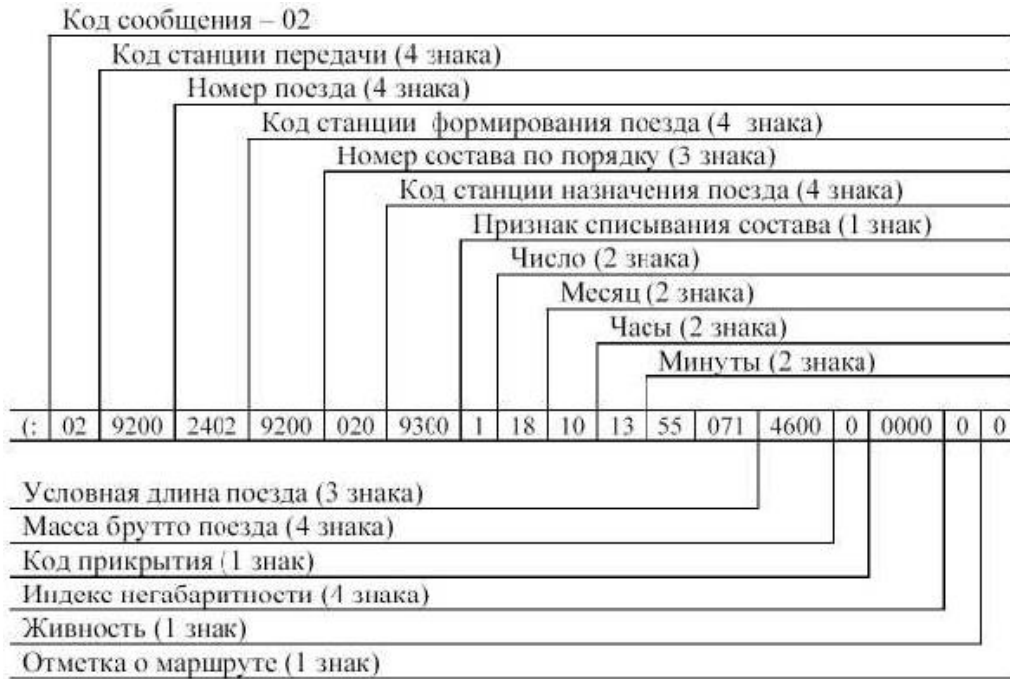 Код сообщения – 02
Код станции передачи (4 знака)
Номер поезда (4 знака)
Код станции формирования поезда (4 знака)
Номер состава по порядку (3 знака)
Код станции назначения поезда (4 знака)
Признак списывания состава (1 знак)
Число (2 знака)
Месяц (2 знака)
Часы (2 знака)
Минуты (2 знака)
(: 02 9200 2402 9200 020 9300 1 18 10 13 55 071 4600 0 0000 0 0
Условная длина поезда (3 знака)
Масса брутто поезда (4 знака)
Код прикрытия (1 знак)
Индекс негабаритности (4 знака)
Живность (1 знак)
Отметка о маршруте (1 знак)